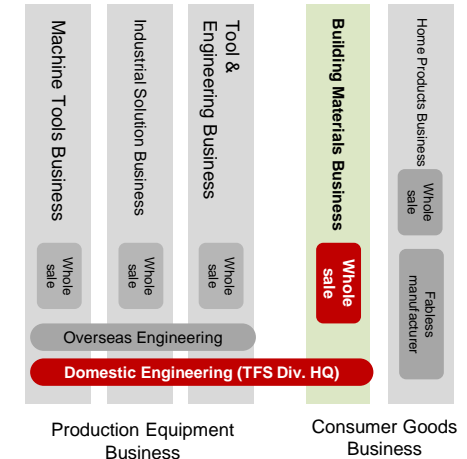 Machine Tools Business
Industrial Solution Business
Tool &
Engineering Business
Building Materials Business
Home Products Business
Whole
sale
Whole
sale
Whole
sale
Whole
sale
Whole
sale
Fabless
manufacturer
Overseas Engineering
Domestic Engineering (TFS Div. HQ)
Production Equipment
Business
Consumer Goods
Business